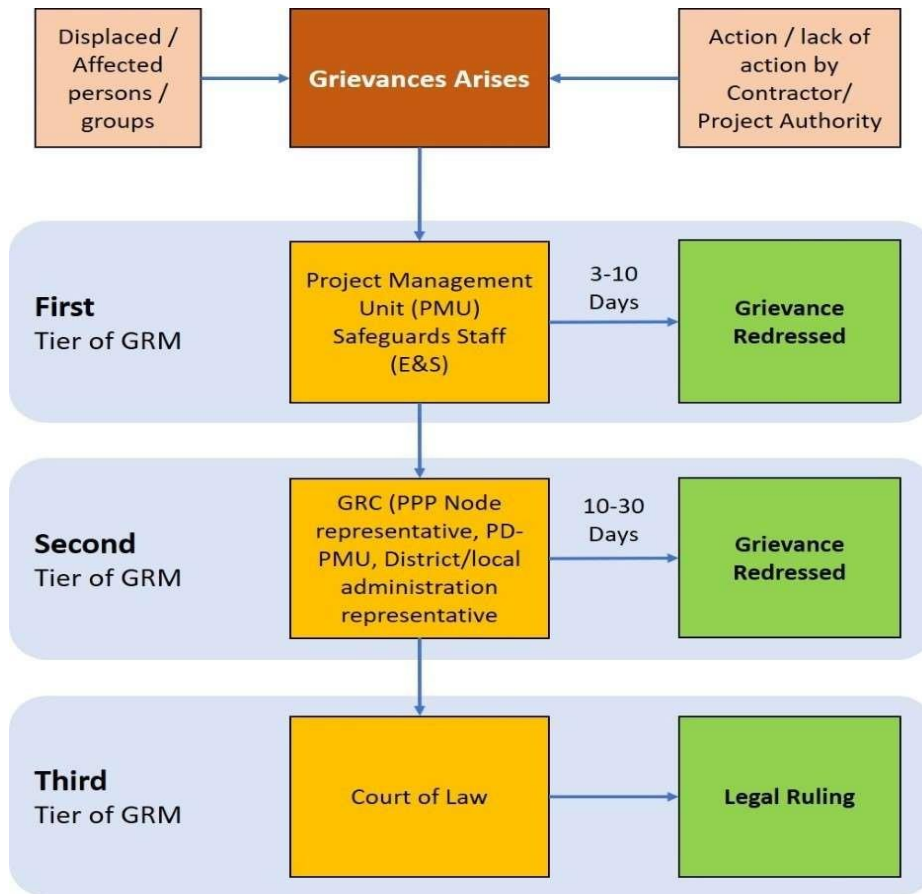 Displaced /
Affected
persons /
groups
Grievances Arises
Action / lack of
action by
Contractor/
Project Authority
First
Tier of GRM
Project Management
Unit (PMU)
Safeguards Staff
(E&S)
3-10
Days
Grievance
Redressed
Second
Tier of GRM
GRC (PPP Node
representative, PD-
PMU, District/local
administration
representative
10-30
Days
Grievance
Redressed
Third
Tier of GRM
Court of Law
Legal Ruling